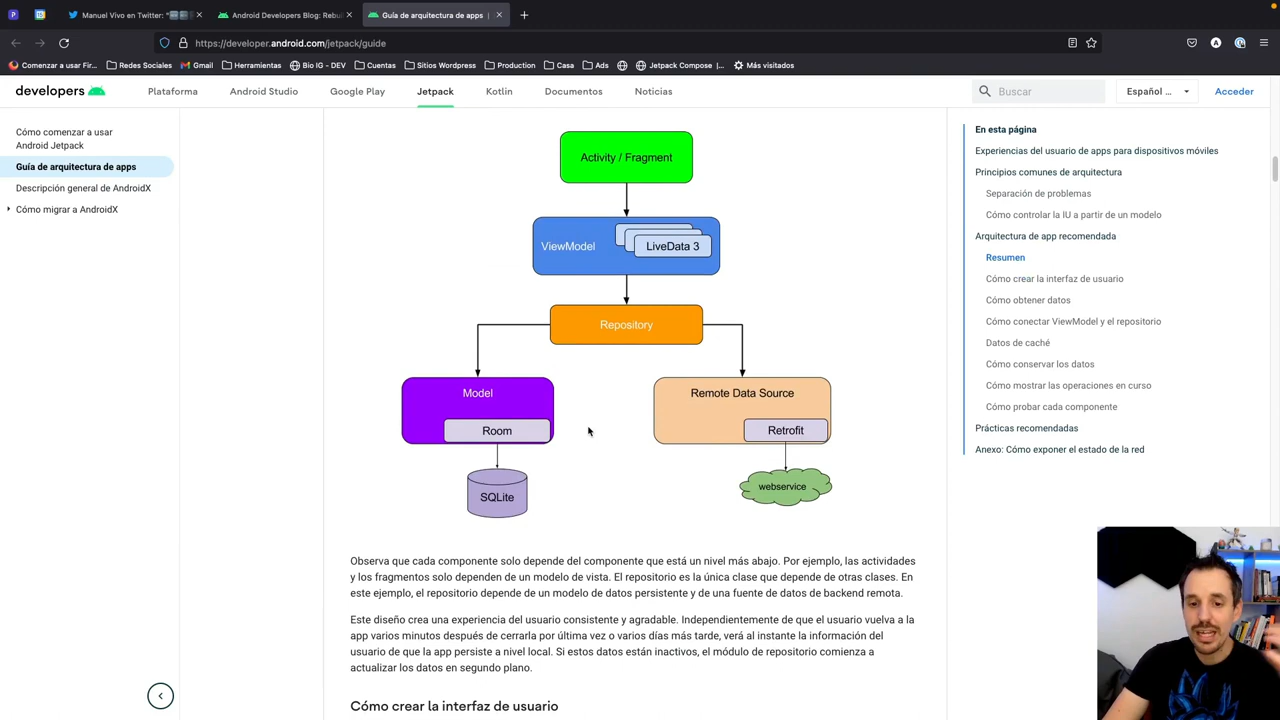 Manuel Vivo en Twitter: "
Android Developers Blog: Rebui
Guía de arquitectura de apps
https://developer.android.com/jetpack/guide
Comenzar a usar Fir...
Redes Sociales
Gmail
Herramientas
Bio IG - DEV
Cuentas
Sitios Wordpress
Production
Casa
Ads
Jetpack Compose |...
Más visitados
developers
Plataforma
Android Studio
Google Play
Jetpack
Kotlin
Documentos
Noticias
Buscar
Español ...
Acceder
Cómo comenzar a usar
Android Jetpack
Guía de arquitectura de apps
Descripción general de AndroidX
Cómo migrar a AndroidX
Activity / Fragment
ViewModel
LiveData 3
Repository
Model
Room
Remote Data Source
Retrofit
SQLite
webservice
Observa que cada componente solo depende del componente que está un nivel más abajo. Por ejemplo, las actividades
y los fragmentos solo dependen de un modelo de vista. El repositorio es la única clase que depende de otras clases. En
este ejemplo, el repositorio depende de un modelo de datos persistente y de una fuente de datos de backend remota.
Este diseño crea una experiencia del usuario consistente y agradable. Independientemente de que el usuario vuelva a la
app varios minutos después de cerrarla por última vez o varios días más tarde, verá al instante la información del
usuario de que la app persiste a nivel local. Si estos datos están inactivos, el módulo de repositorio comienza a
actualizar los datos en segundo plano.
Cómo crear la interfaz de usuario
En esta página
Experiencias del usuario de apps para dispositivos móviles
Principios comunes de arquitectura
Separación de problemas
Cómo controlar la IU a partir de un modelo
Arquitectura de app recomendada
Resumen
Cómo crear la interfaz de usuario
Cómo obtener datos
Cómo conectar ViewModel y el repositorio
Datos de caché
Cómo conservar los datos
Cómo mostrar las operaciones en curso
Cómo probar cada componente
Prácticas recomendadas
Anexo: Cómo exponer el estado de la red